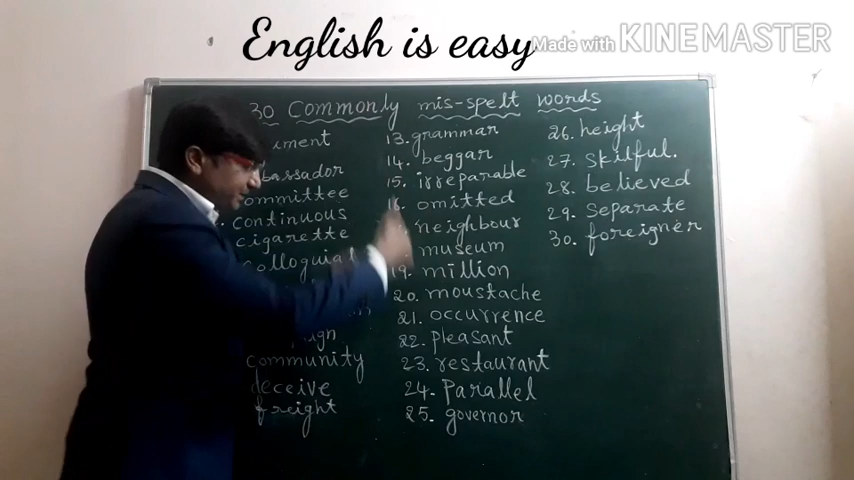 English is easy
Made with KINEMASTER
30 Commonly mis-spelt words
continuous
cigarette
community
deceive
freight
13. grammar
14. beggar
15. irreparable
16. omitted
neighbour
museum
19. million
20. moustache
21. occurrence
22. pleasant
23. restaurant
24. parallel
25. governor
26. height
27. skilful.
28. believed
29. separate
30. foreigner